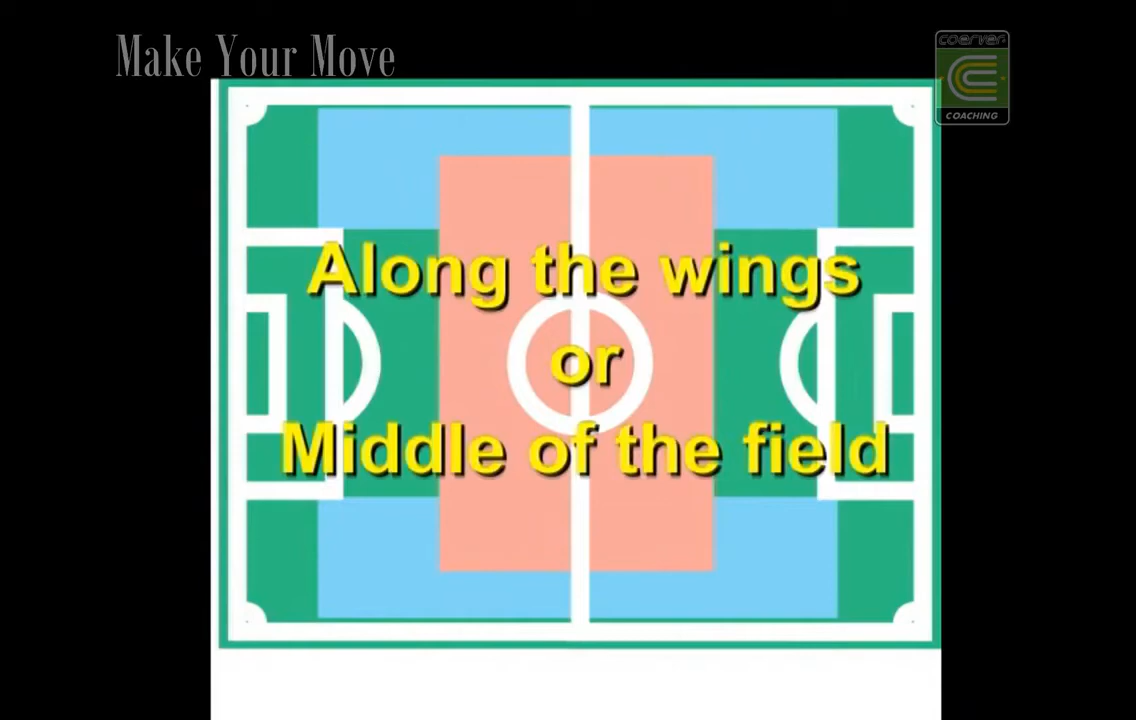 Make Your Move
coerver
COACHING
Along the wings
or
Middle of the field